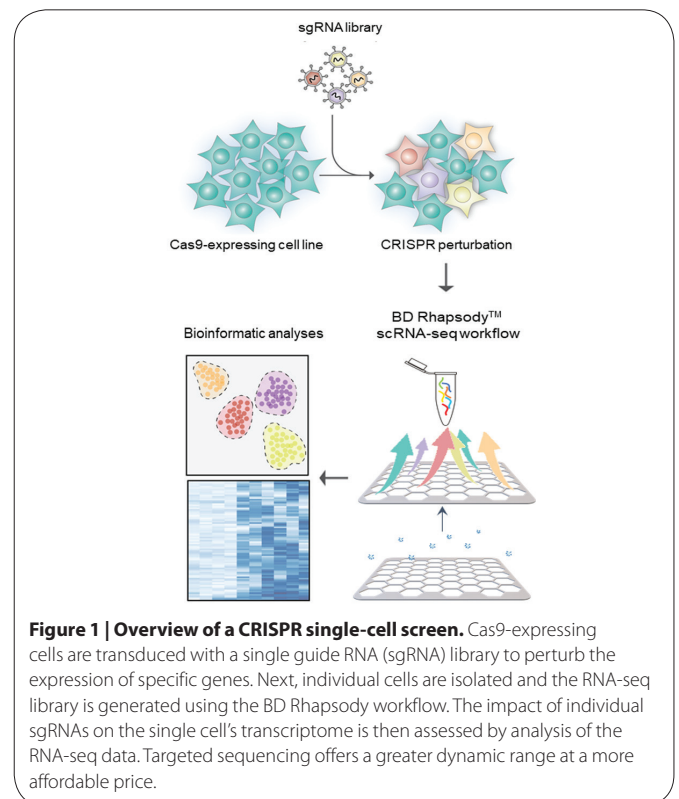 sgRNA library
Cas9-expressing cell line
CRISPR perturbation
Bioinformatic analyses
BD Rhapsody™
scRNA-seq workflow
Figure 1 | Overview of a CRISPR single-cell screen. Cas9-expressing
cells are transduced with a single guide RNA (sgRNA) library to perturb the
expression of specific genes. Next, individual cells are isolated and the RNA-seq
library is generated using the BD Rhapsody workflow. The impact of individual
sgRNAs on the single cell's transcriptome is then assessed by analysis of the
RNA-seq data. Targeted sequencing offers a greater dynamic range at a more
affordable price.